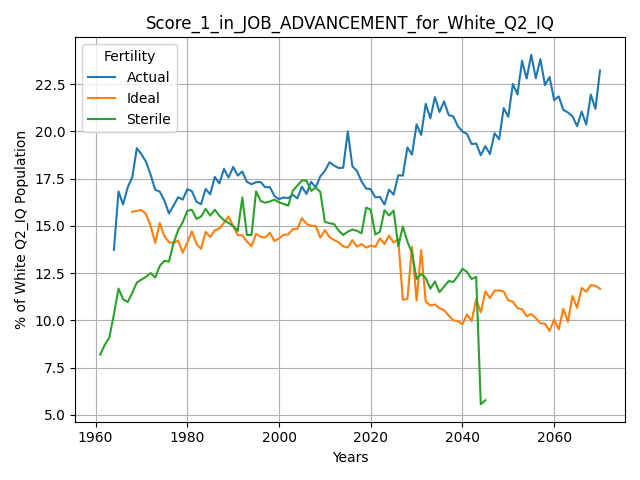 Score_1_in_JOB_ADVANCEMENT_for_White_Q2_IQ
Fertility
Actual
Ideal
Sterile
% of White Q2_IQ Population
22.5
20.0
17.5
15.0
12.5
10.0
7.5
5.0
1960 1980 2000 2020 2040 2060
Years